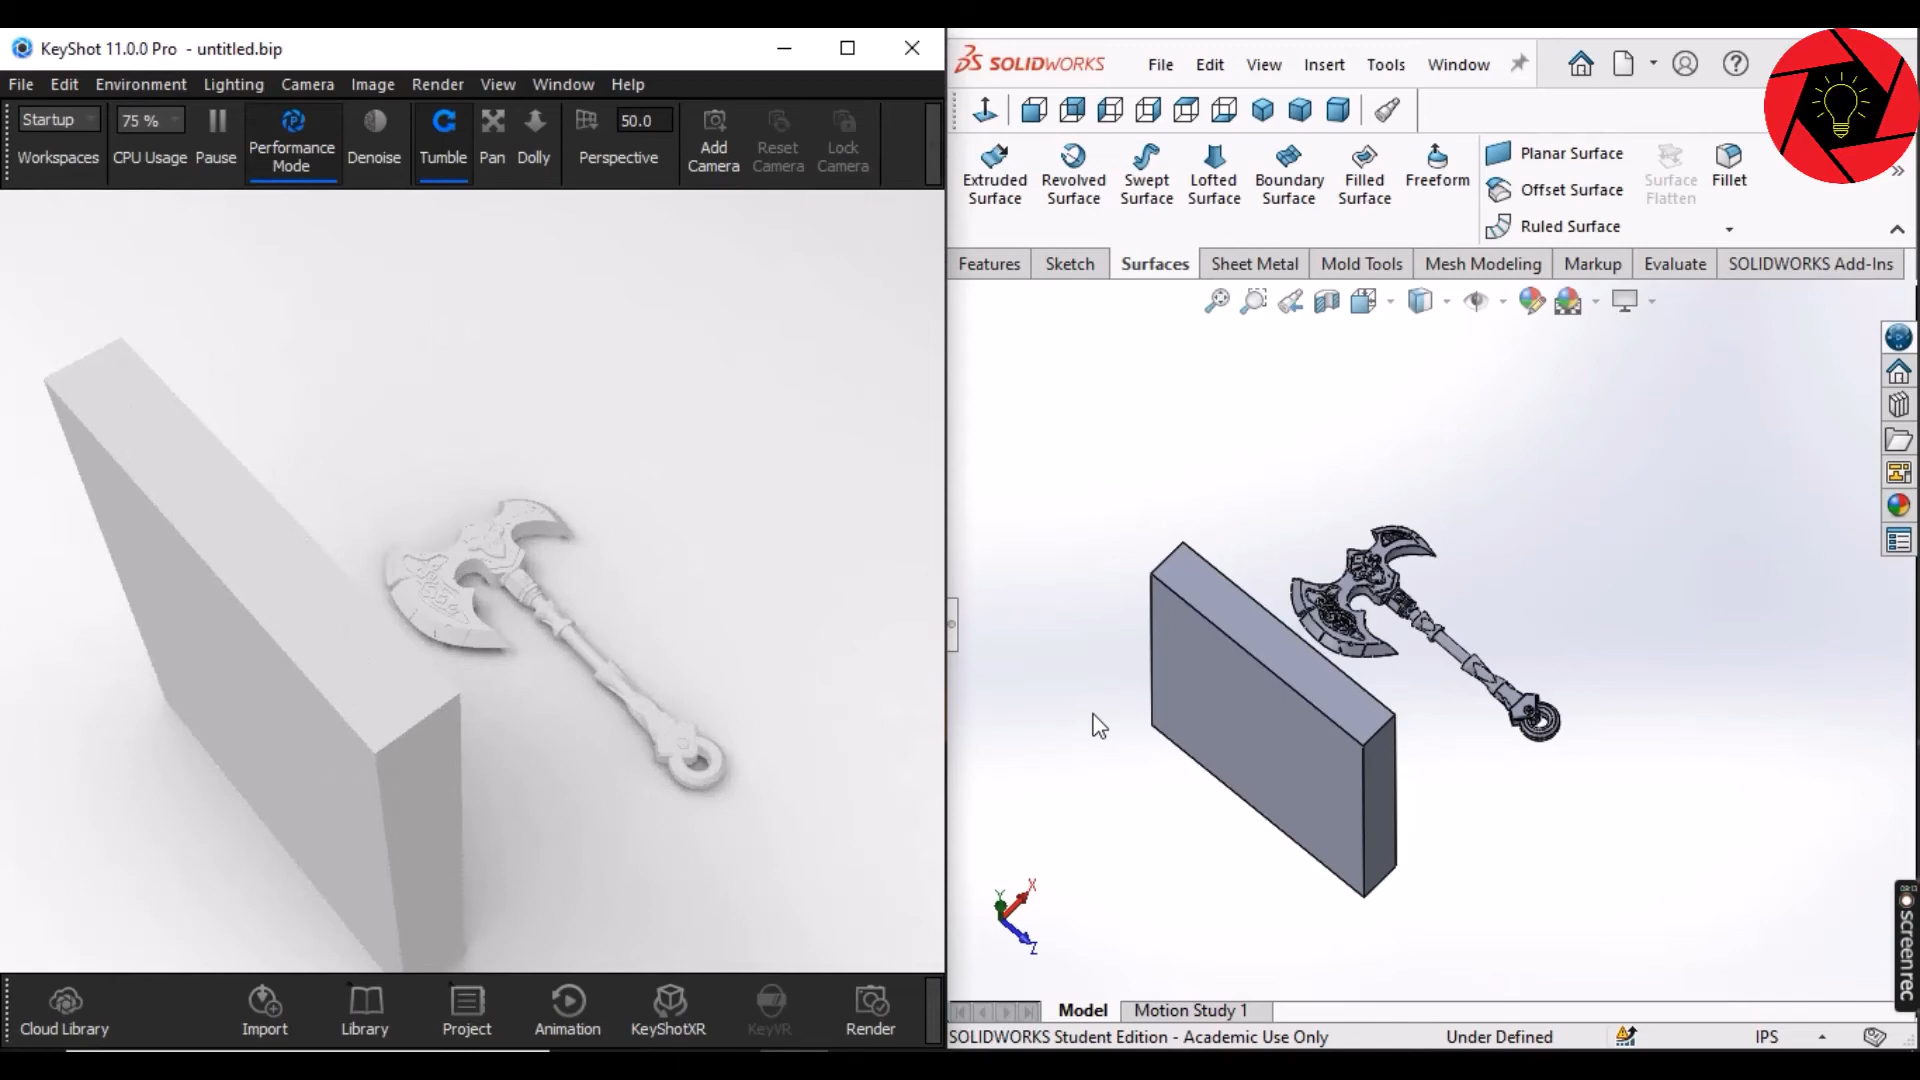 KeyShot 11.0.0 Pro - untitled.bip
File Edit Environment Lighting Camera Image Render View Window Help
Startup
Workspaces
75 %
CPU Usage
Pause
Performance
Mode
Denoise
Tumble
Pan
Dolly
50.0
Perspective
Add
Camera
Reset
Camera
Lock
Camera
Cloud Library
Import
Library
Project
Animation
KeyShotXR
KeyVR
Render
SOLIDWORKS
File Edit View Insert Tools Window
Extruded
Surface
Revolved
Surface
Swept
Surface
Lofted
Surface
Boundary
Surface
Filled
Surface
Freeform
Planar Surface
Offset Surface
Ruled Surface
Surface
Flatten
Fillet
Features Sketch Surfaces Sheet Metal Mold Tools Mesh Modeling Markup Evaluate SOLIDWORKS Add-Ins
Y
X
Z
Model Motion Study 1
SOLIDWORKS Student Edition - Academic Use Only
Under Defined
IPS
screenrec